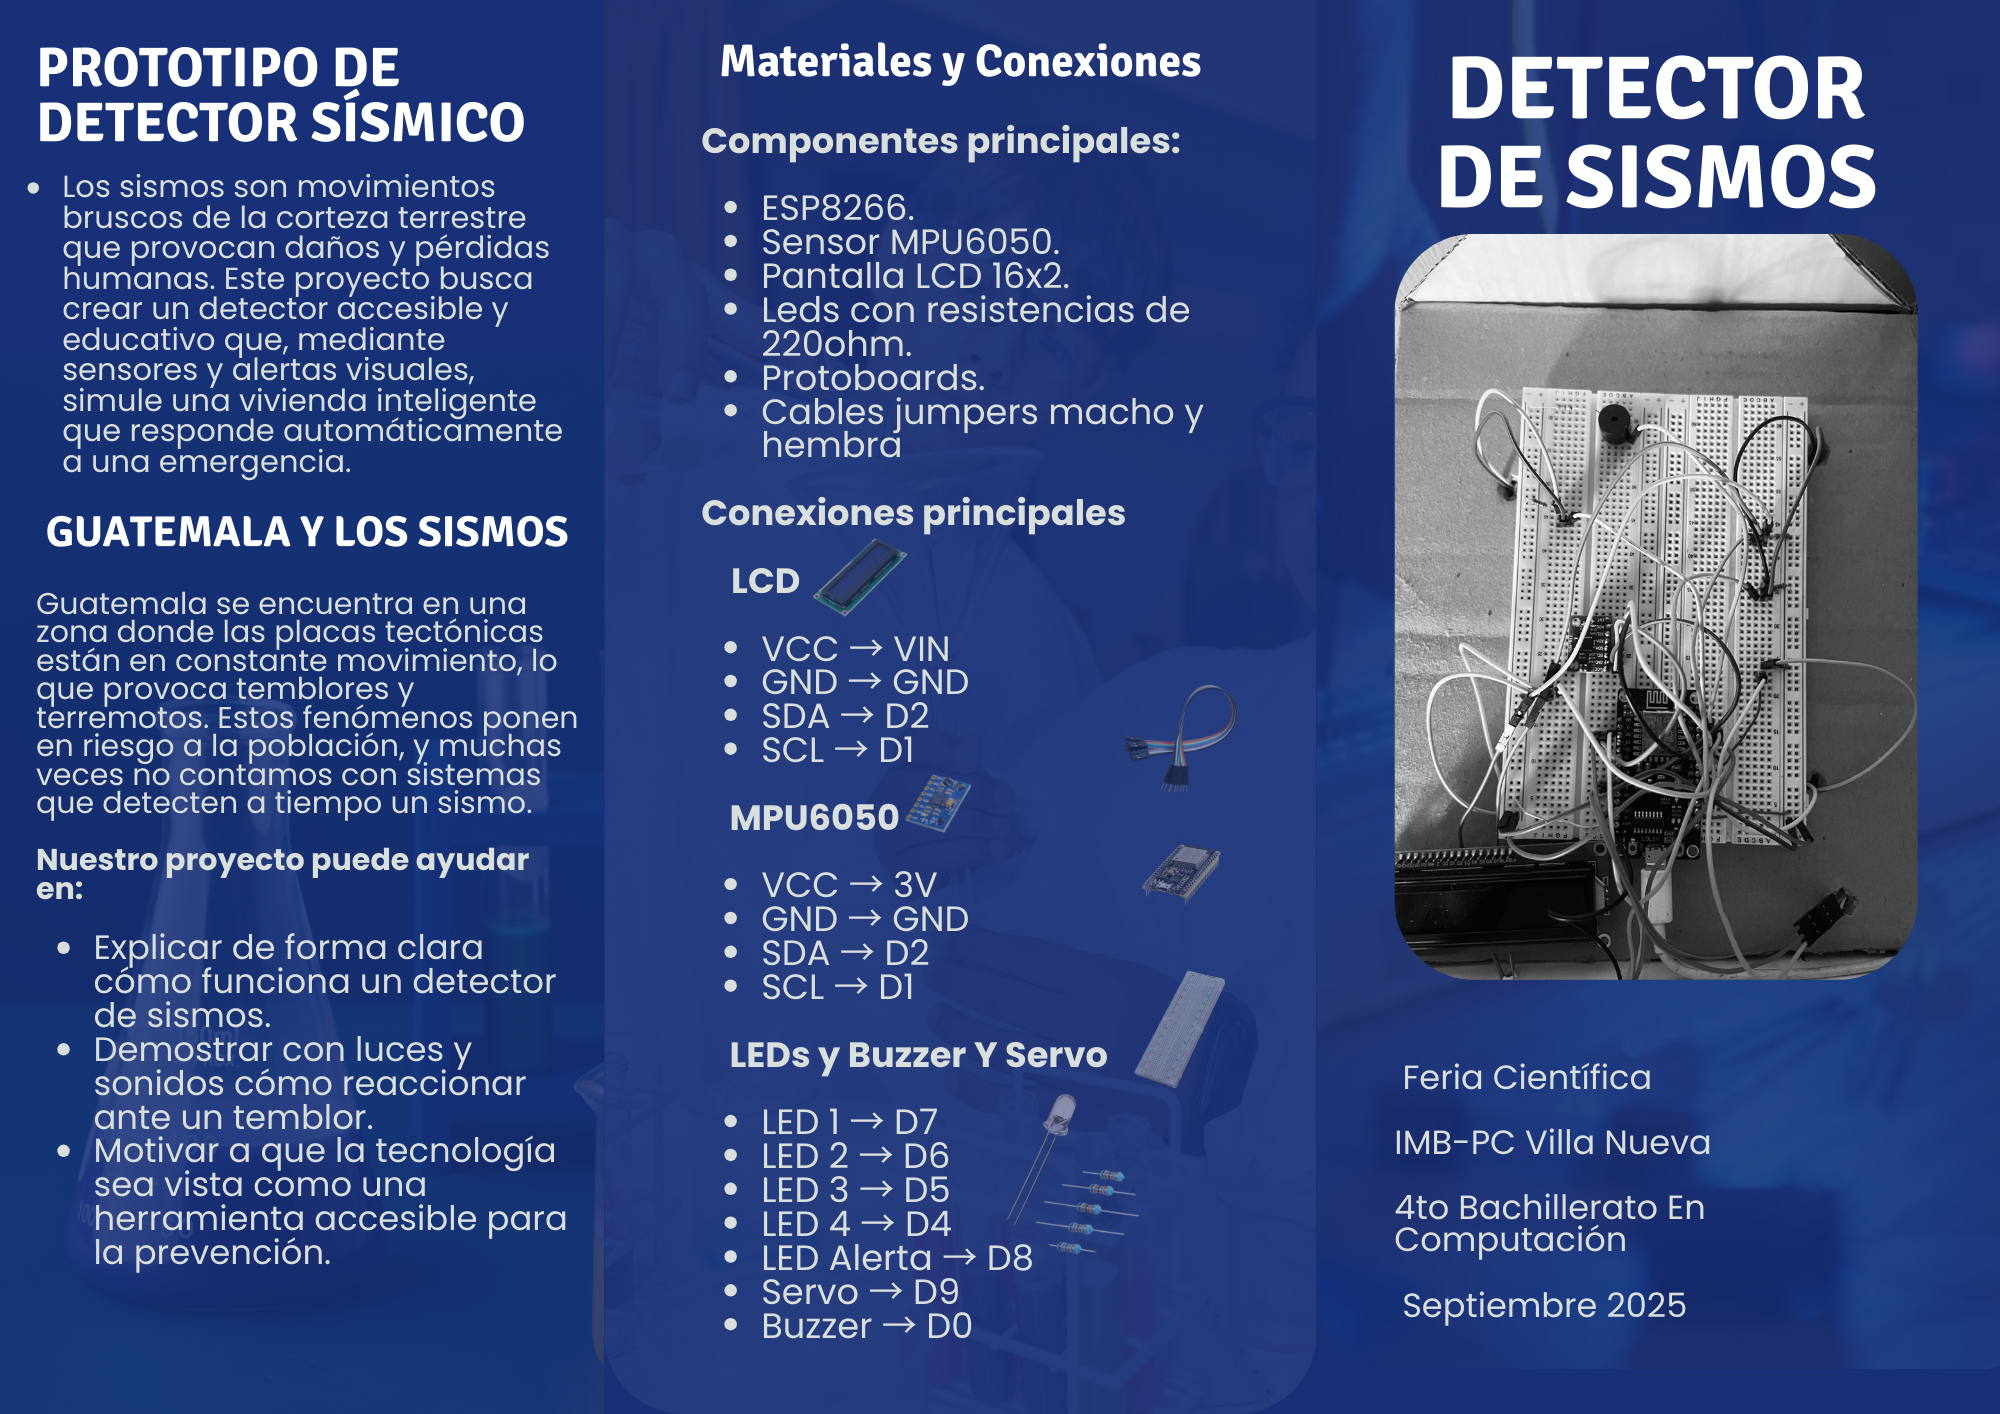 PROTOTIPO DE
DETECTOR SÍSMICO
Los sismos son movimientos
bruscos de la corteza terrestre
que provocan daños y pérdidas
humanas. Este proyecto busca
crear un detector accesible y
educativo que, mediante
sensores y alertas visuales,
simule una vivienda inteligente
que responde automáticamente
a una emergencia.
GUATEMALA Y LOS SISMOS
Guatemala se encuentra en una
zona donde las placas tectónicas
están en constante movimiento, lo
que provoca temblores y
terremotos. Estos fenómenos ponen
en riesgo a la población, y muchas
veces no contamos con sistemas
que detecten a tiempo un sismo.
Nuestro proyecto puede ayudar
en:
Explicar de forma clara
cómo funciona un detector
de sismos.
Demostrar con luces y
sonidos cómo reaccionar
ante un temblor.
Motivar a que la tecnología
sea vista como una
herramienta accesible para
la prevención.
Materiales y Conexiones
Componentes principales:
ESP8266.
Sensor MPU6050.
Pantalla LCD 16x2.
Leds con resistencias de
220ohm.
Protoboards.
Cables jumpers macho y
hembra
Conexiones principales
LCD
VCC → VIN
GND → GND
SDA → D2
SCL → D1
MPU6050
VCC → 3V
GND → GND
SDA → D2
SCL → D1
LEDs y Buzzer Y Servo
LED 1 → D7
LED 2 → D6
LED 3 → D5
LED 4 → D4
LED Alerta → D8
Servo → D9
Buzzer → D0
DETECTOR
DE SISMOS
Feria Científica
IMB-PC Villa Nueva
4to Bachillerato En
Computación
Septiembre 2025